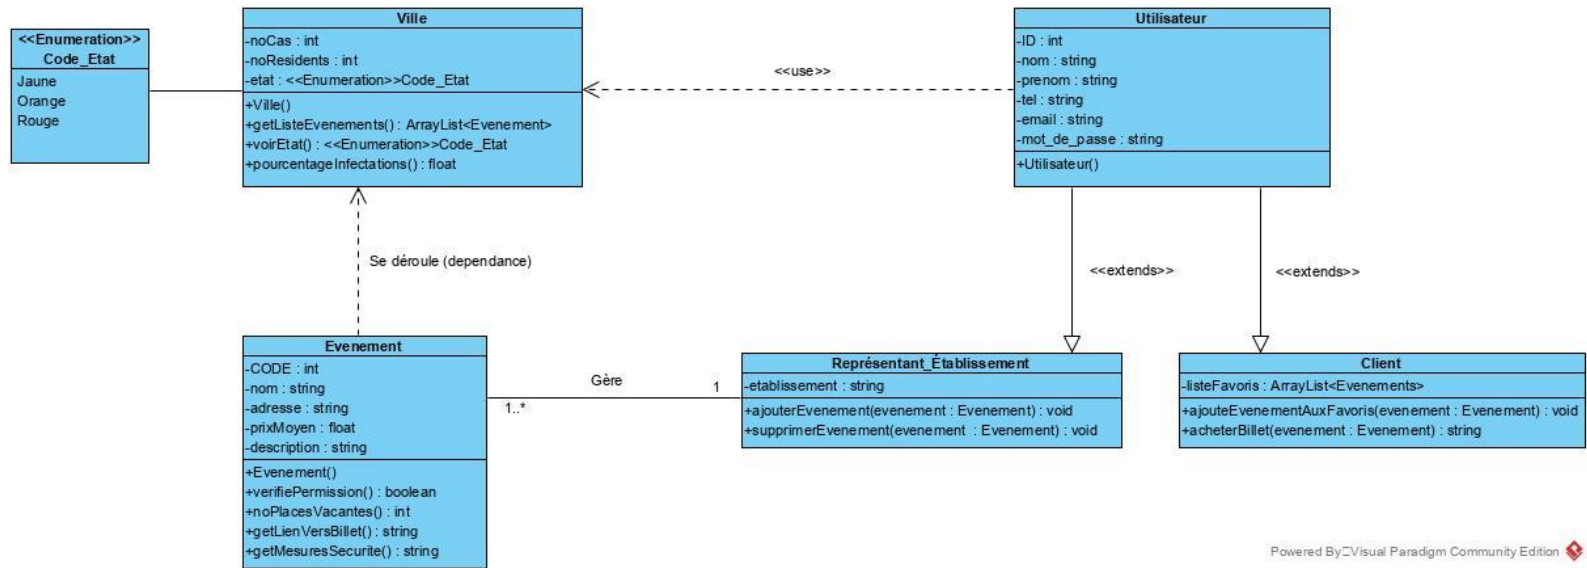 <<Enumeration>>
Code_Etat
Jaune
Orange
Rouge
Ville
-noCas : int
-noResidents : int
-etat : <<Enumeration>>Code_Etat
+Ville()
+getListeEvenements() : ArrayList<Evenement>
+voirEtat() : <<Enumeration>>Code_Etat
+pourcentageInfectations() : float
<<use>>
Utilisateur
-ID : int
-nom : string
-prenom : string
-tel : string
-email : string
-mot_de_passe : string
+Utilisateur()
Se déroule (dependance)
<<extends>>
<<extends>>
Evenement
-CODE : int
-nom : string
-adresse : string
-prixMoyen : float
-description : string
+Evenement()
+verifiePermission() : boolean
+noPlacesVacantes() : int
+getLienVersBillet() : string
+getMesuresSecurite() : string
Gère
1..*
1
Représentant_Établissement
-etablissement : string
+ajouterEvenement(evenement : Evenement) : void
+supprimerEvenement(evenement : Evenement) : void
Client
-listeFavoris : ArrayList<Evenements>
+ajouteEvenementAuxFavoris(evenement : Evenement) : void
+acheterBillet(evenement : Evenement) : string
Powered By Visual Paradigm Community Edition